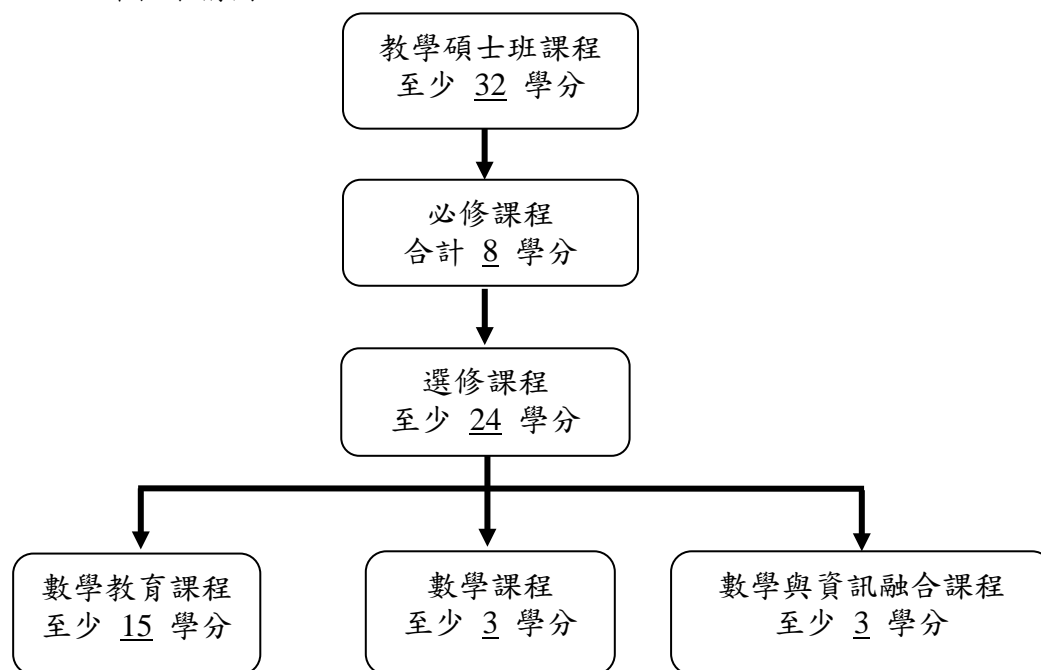 教學碩士班課程
至少 32 學分
必修課程
合計 8 學分
選修課程
至少 24 學分
數學教育課程
至少 15 學分
數學課程
至少 3 學分
數學與資訊融合課程
至少 3 學分